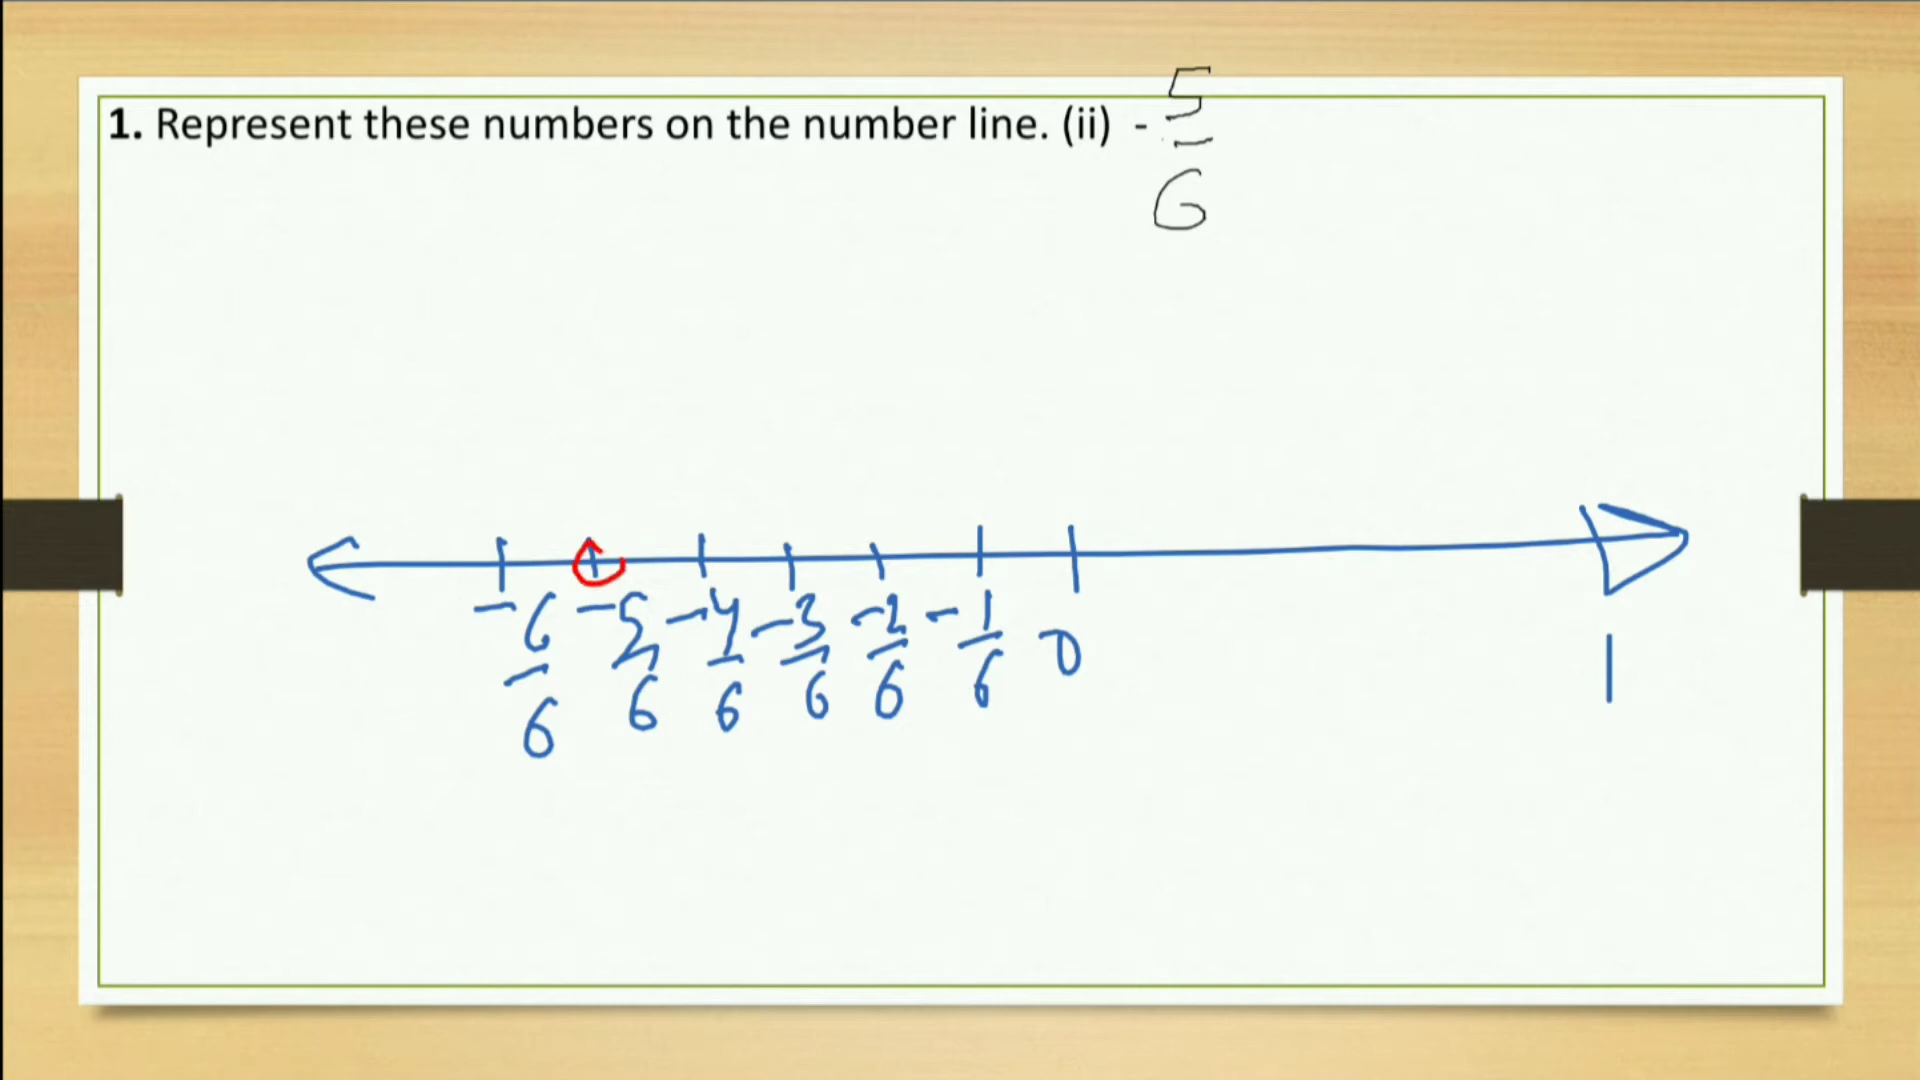 1. Represent these numbers on the number line. (ii) - 5/6
-6/6 -5/6 -4/6 -3/6 -2/6 -1/6 0 1